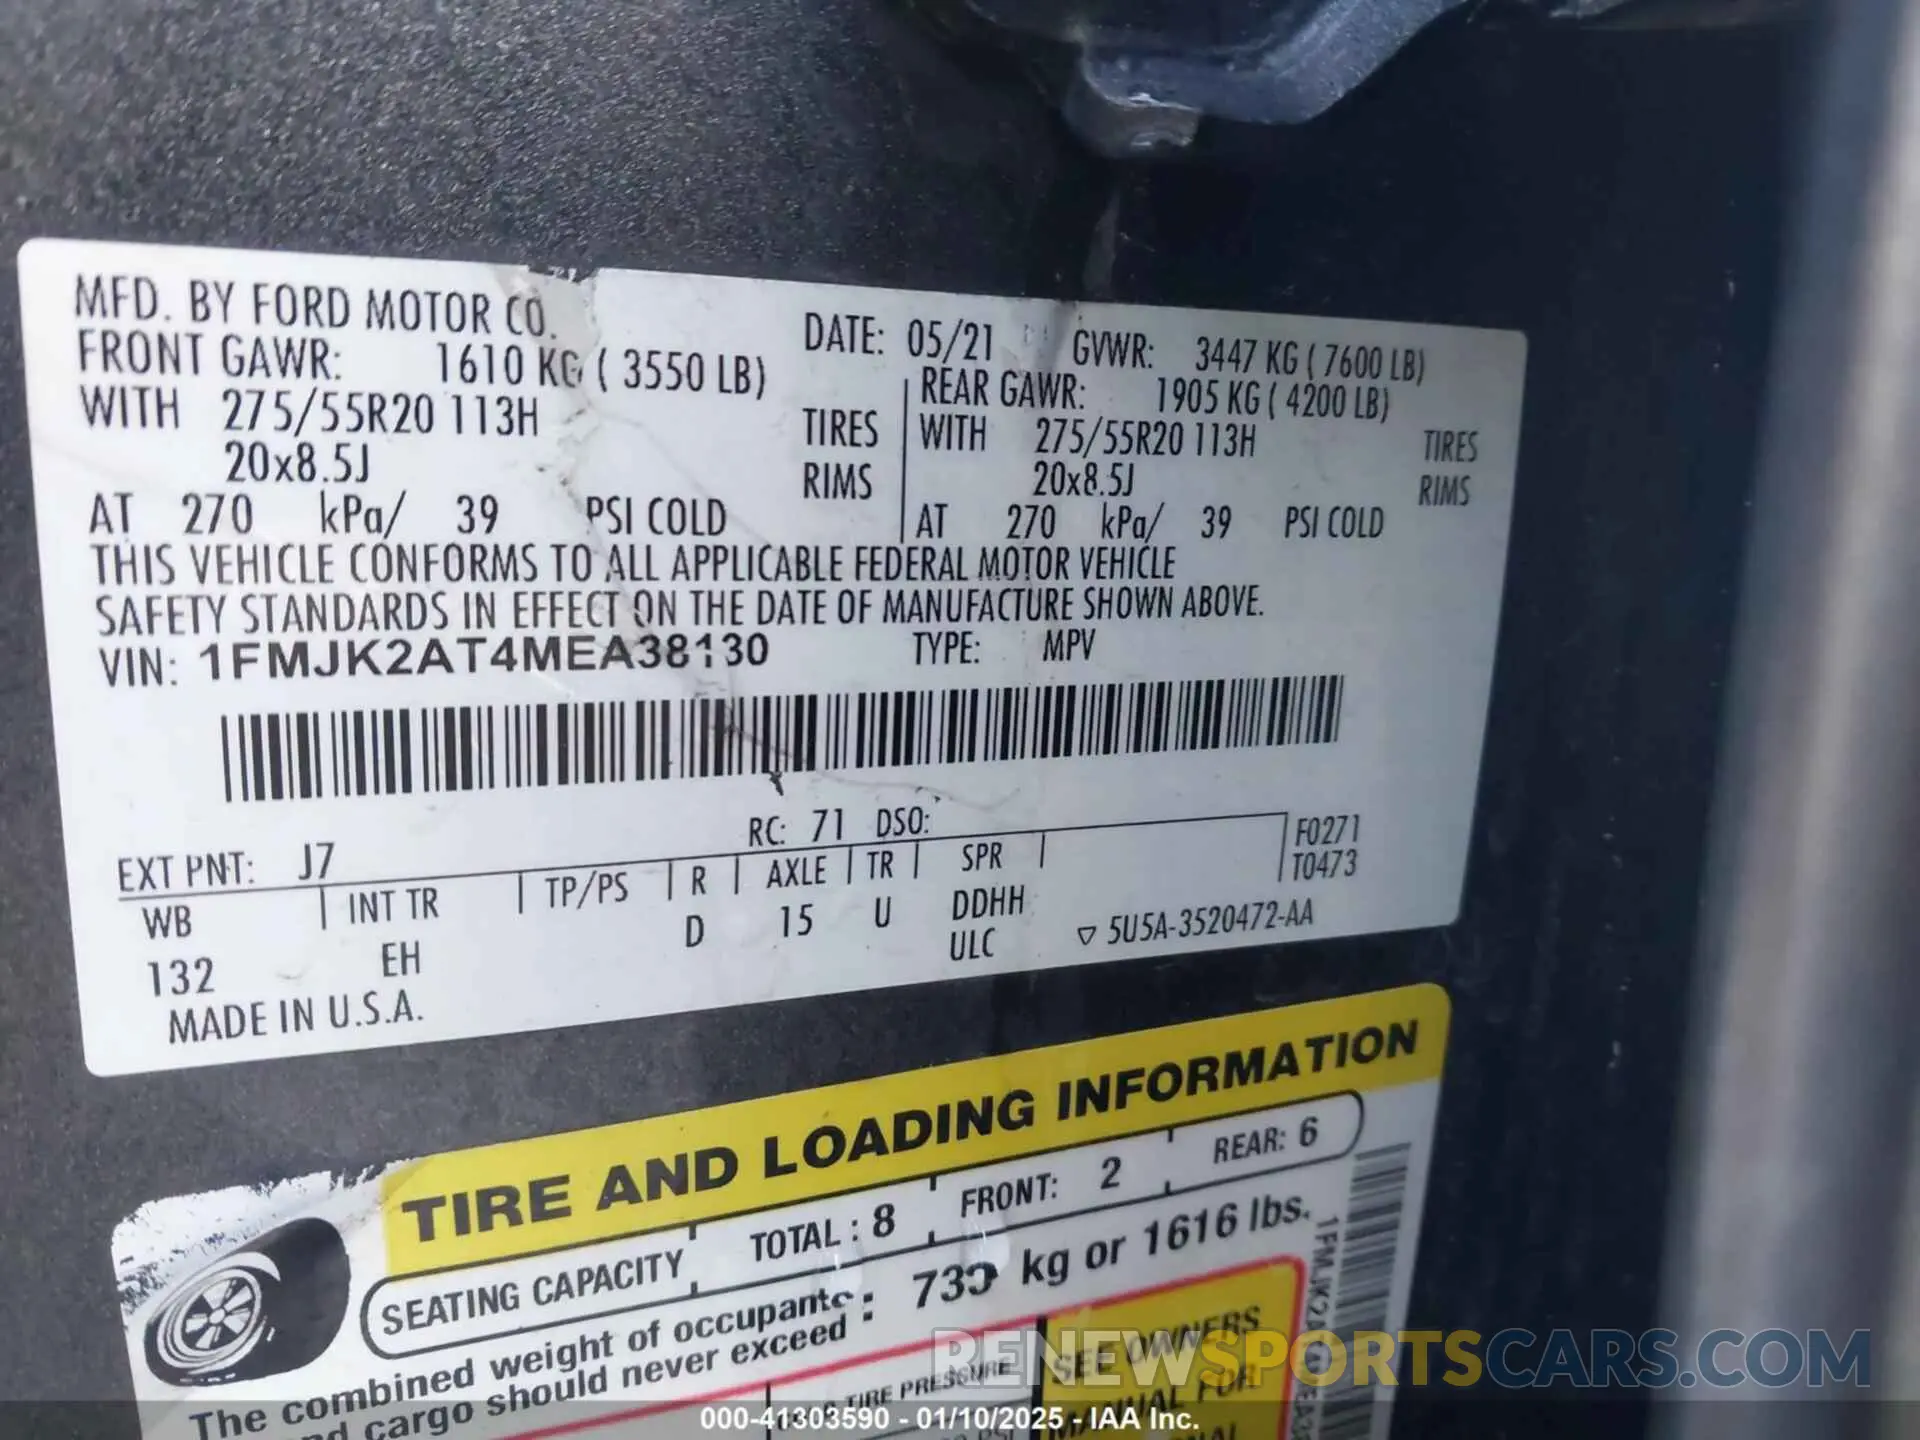 MFD. BY FORD MOTOR CO.
DATE: 05/21 GVWR: 3447 KG ( 7600 LB)
FRONT GAWR: 1610 KG ( 3550 LB)
REAR GAWR: 1905 KG ( 4200 LB)
WITH 275/55R20 113H TIRES
WITH 275/55R20 113H TIRES
20x8.5J RIMS
20x8.5J RIMS
AT 270 kPa/ 39 PSI COLD
AT 270 kPa/ 39 PSI COLD
THIS VEHICLE CONFORMS TO ALL APPLICABLE FEDERAL MOTOR VEHICLE
SAFETY STANDARDS IN EFFECT ON THE DATE OF MANUFACTURE SHOWN ABOVE.
VIN: 1FMJK2AT4MEA38130 TYPE: MPV
EXT PNT: J7 RC: 71 DSO:
F0271
T0473
WB INT TR TP/PS R AXLE TR SPR
132 EH D 15 U DDHH
ULC ▽ 5U5A-3520472-AA
MADE IN U.S.A.
TIRE AND LOADING INFORMATION
SEATING CAPACITY TOTAL : 8 FRONT: 2 REAR: 6
The combined weight of occupants
and cargo should never exceed : 733 kg or 1616 lbs.
TIRE PRESSURE
SEE OWNERS
MANUAL FOR
RENEWSPORTSCARS.COM
000-41303590 - 01/10/2025 - IAA Inc.